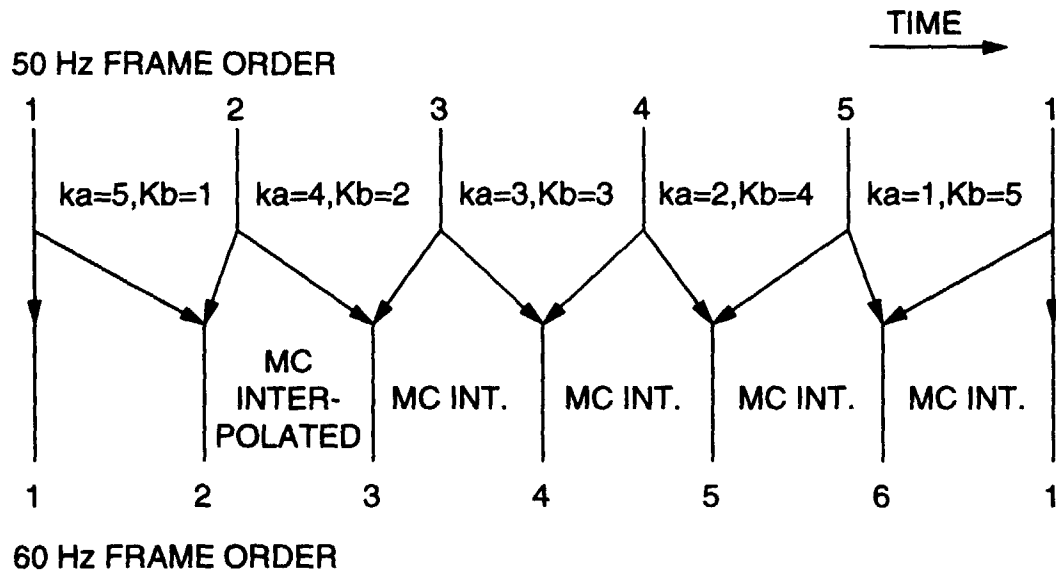 TIME
50 Hz FRAME ORDER
1 2 3 4 5 1
ka=5,Kb=1 ka=4,Kb=2 ka=3,Kb=3 ka=2,Kb=4 ka=1,Kb=5
MC
INTER-
POLATED
MC INT. MC INT. MC INT. MC INT.
1 2 3 4 5 6 1
60 Hz FRAME ORDER